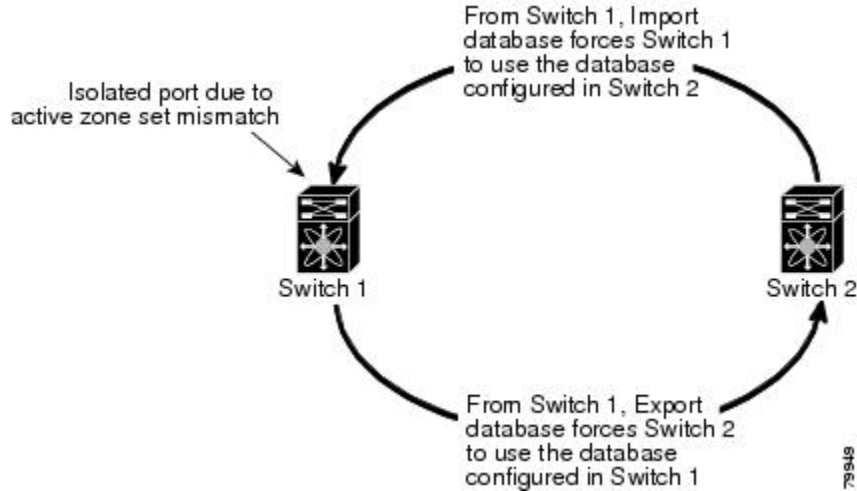 From Switch 1, Import
database forces Switch 1
to use the database
configured in Switch 2
Isolated port due to
active zone set mismatch
Switch 1
Switch 2
From Switch 1, Export
database forces Switch 2
to use the database
configured in Switch 1
79949